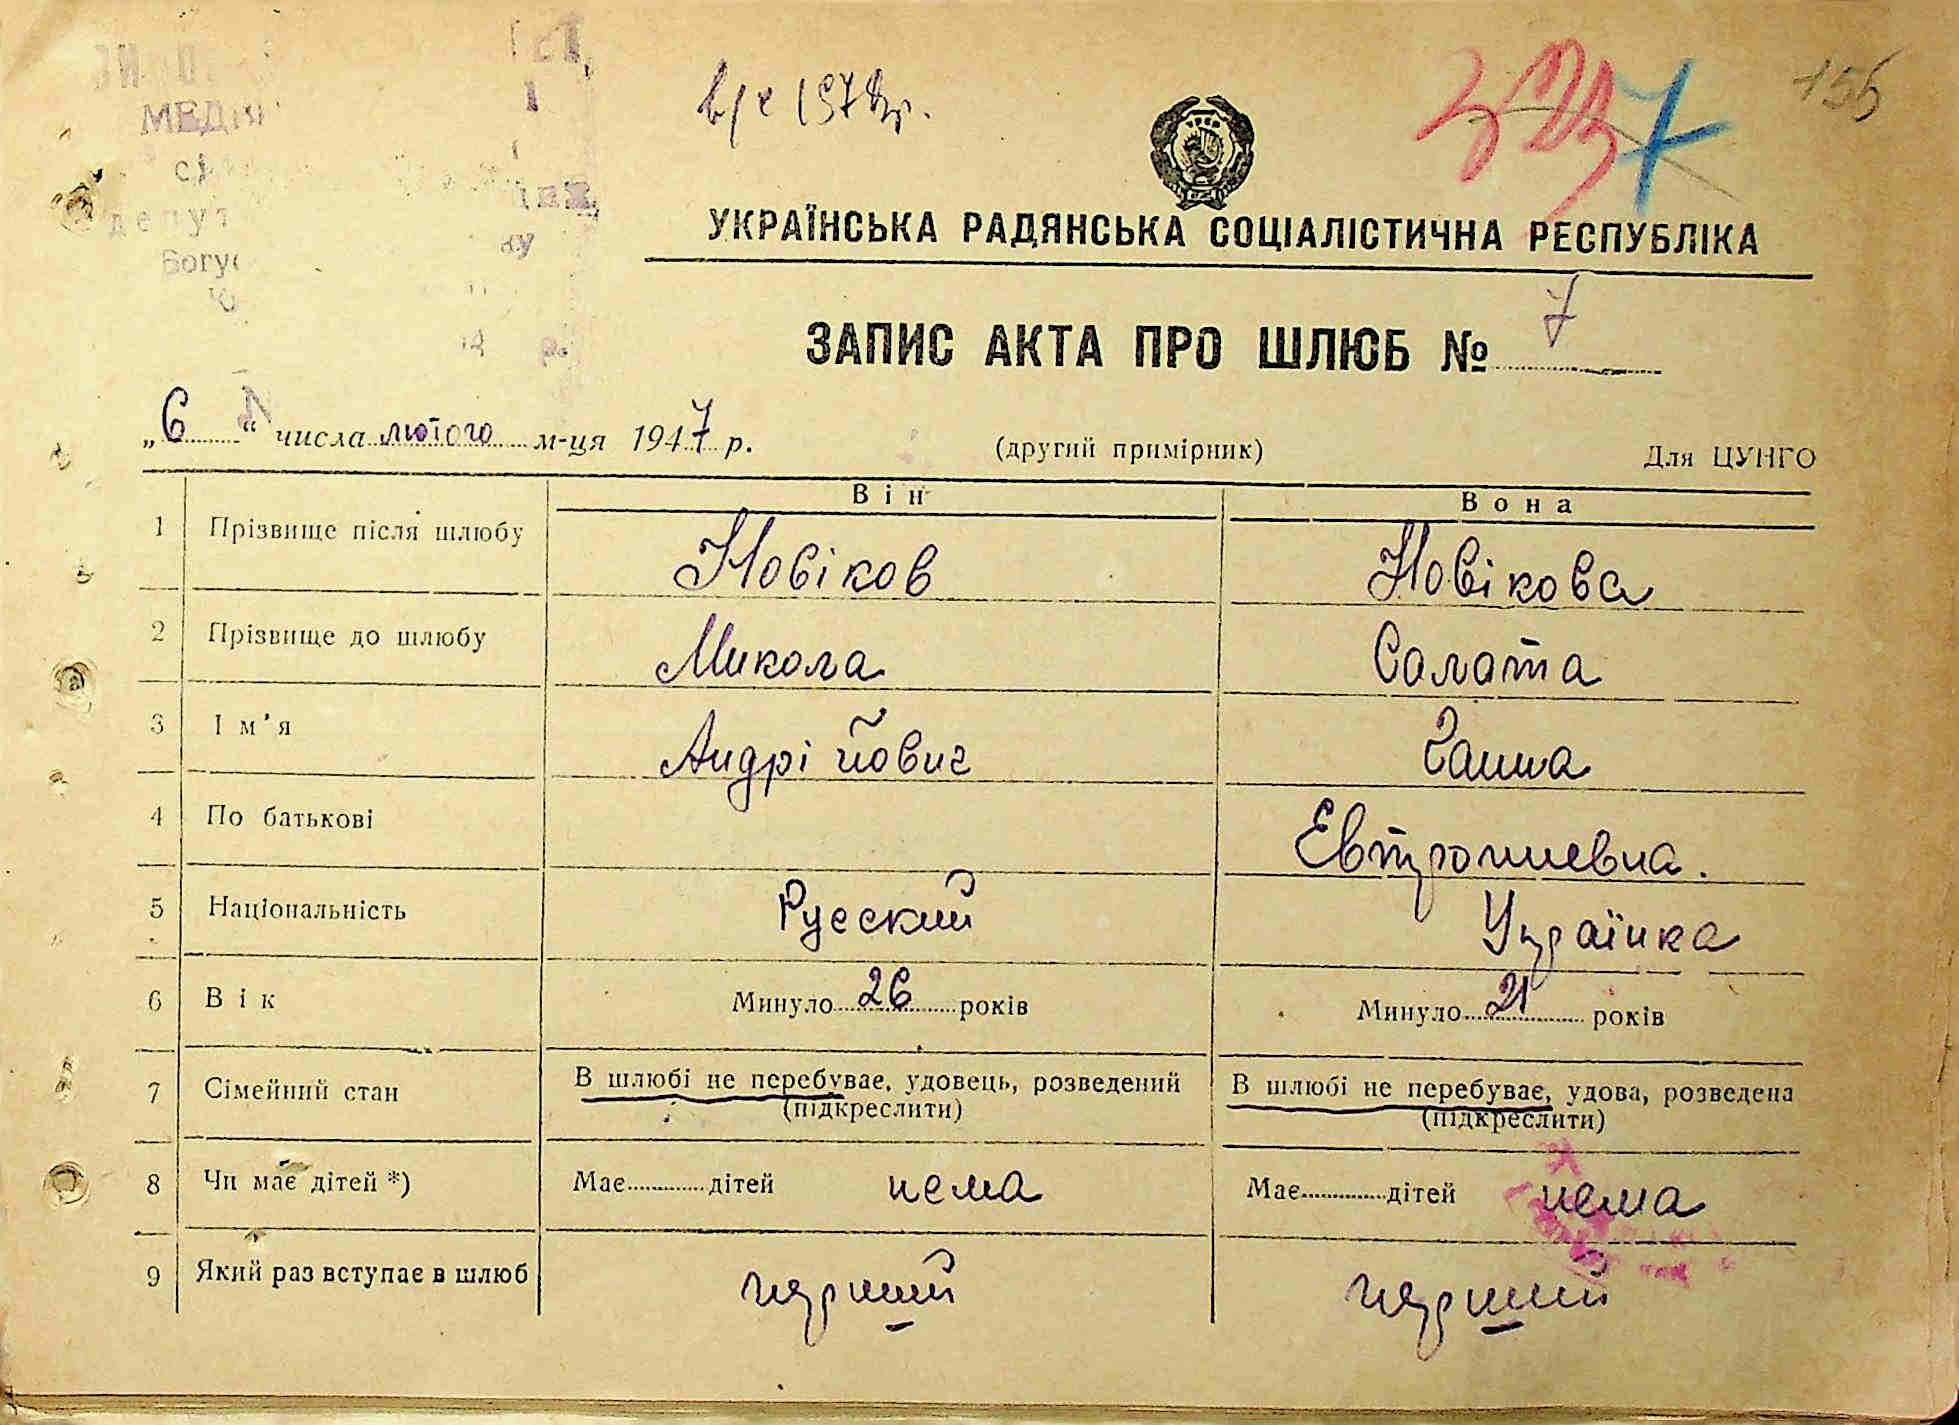 156
3237
УКРАЇНСЬКА РАДЯНСЬКА СОЦІАЛІСТИЧНА РЕСПУБЛІКА
ЗАПИС АКТА ПРО ШЛЮБ № 7
„6“ числа лютого м-ця 1947 р. (другий примірник) Для ЦУНГО
Він Вона
1 Прізвище після шлюбу Новіков Новікова
2 Прізвище до шлюбу Микола Салата
3 Ім'я Андрійович Ганна
4 По батькові Евтропиевна.
5 Національність Русский Українка
6 Вік Минуло 26 років Минуло 21 років
7 Сімейний стан В шлюбі не перебуває, удовець, розведений В шлюбі не перебуває, удова, розведена
(підкреслити) (підкреслити)
8 Чи має дітей *) Має дітей нема Має дітей нема
9 Який раз вступає в шлюб перший перший